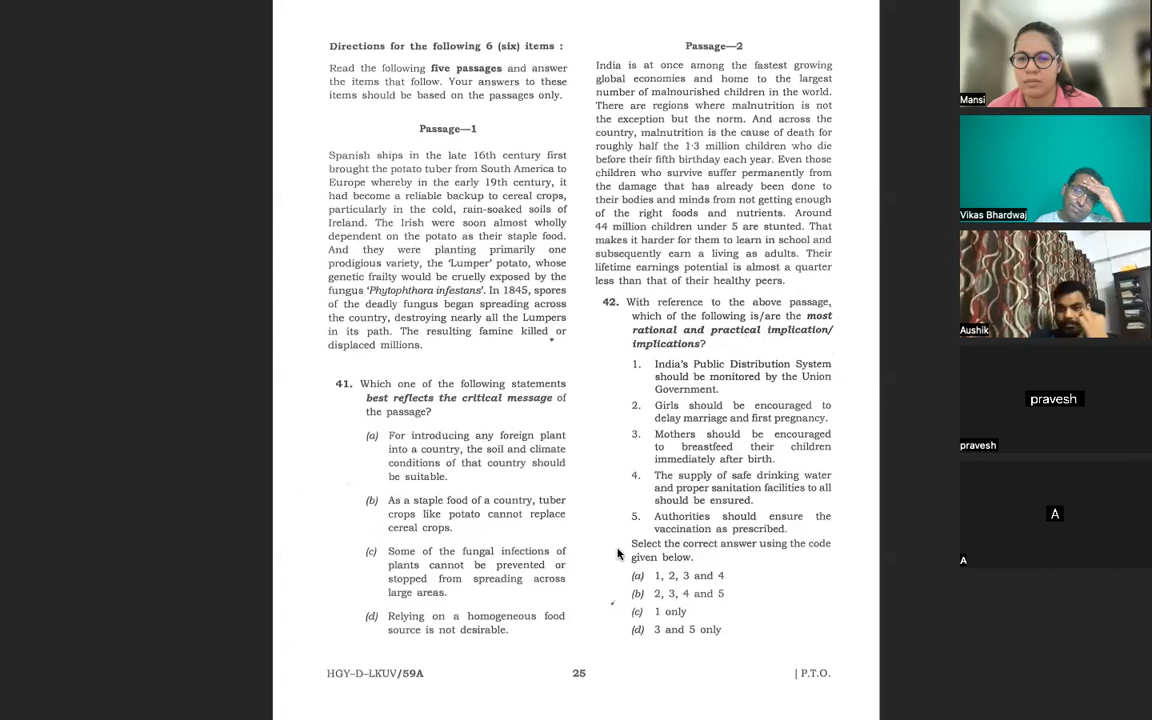 Directions for the following 6 (six) items :
Read the following five passages and answer
the items that follow. Your answers to these
items should be based on the passages only.
Passage—1
Spanish ships in the late 16th century first
brought the potato tuber from South America to
Europe whereby in the early 19th century, it
had become a reliable backup to cereal crops,
particularly in the cold, rain-soaked soils of
Ireland. The Irish were soon almost wholly
dependent on the potato as their staple food.
And they were planting primarily one
prodigious variety, the 'Lumper' potato, whose
genetic frailty would be cruelly exposed by the
fungus 'Phytophthora infestans'. In 1845, spores
of the deadly fungus began spreading across
the country, destroying nearly all the Lumpers
in its path. The resulting famine killed or
displaced millions.
41. Which one of the following statements
best reflects the critical message of
the passage?
(a) For introducing any foreign plant
into a country, the soil and climate
conditions of that country should
be suitable.
(b) As a staple food of a country, tuber
crops like potato cannot replace
cereal crops.
(c) Some of the fungal infections of
plants cannot be prevented or
stopped from spreading across
large areas.
(d) Relying on a homogeneous food
source is not desirable.
HGY–D–LKUV/59A
Passage—2
India is at once among the fastest growing
global economies and home to the largest
number of malnourished children in the world.
There are regions where malnutrition is not
the exception but the norm. And across the
country, malnutrition is the cause of death for
roughly half the 1·3 million children who die
before their fifth birthday each year. Even those
children who survive suffer permanently from
the damage that has already been done to
their bodies and minds from not getting enough
of the right foods and nutrients. Around
44 million children under 5 are stunted. That
makes it harder for them to learn in school and
subsequently earn a living as adults. Their
lifetime earnings potential is almost a quarter
less than that of their healthy peers.
42. With reference to the above passage,
which of the following is/are the most
rational and practical implication/
implications?
1. India's Public Distribution System
should be monitored by the Union
Government.
2. Girls should be encouraged to
delay marriage and first pregnancy.
3. Mothers should be encouraged
to breastfeed their children
immediately after birth.
4. The supply of safe drinking water
and proper sanitation facilities to all
should be ensured.
5. Authorities should ensure the
vaccination as prescribed.
Select the correct answer using the code
given below.
(a) 1, 2, 3 and 4
(b) 2, 3, 4 and 5
(c) 1 only
(d) 3 and 5 only
25
[ P.T.O.
Mansi
Vikas Bhardwaj
Aushik
pravesh
pravesh
A
A